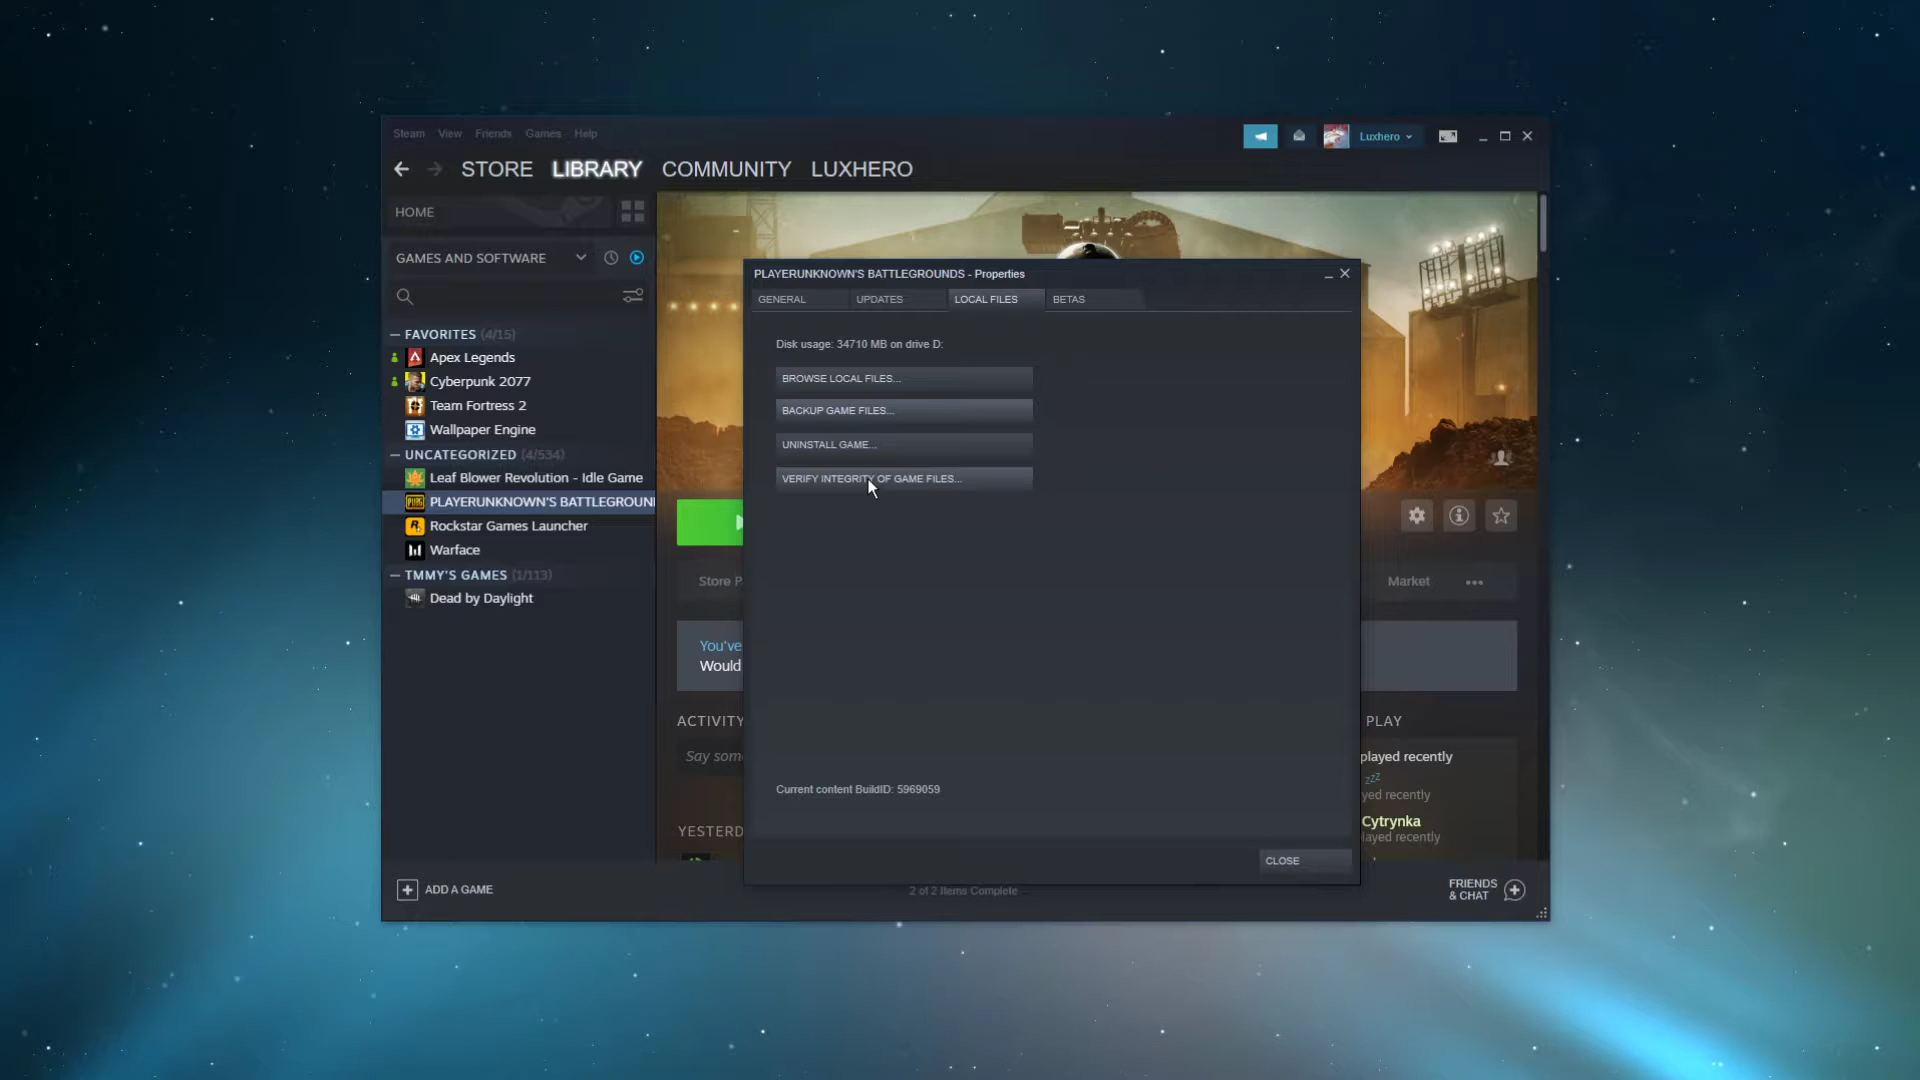 Steam View Friends Games Help
Luxhero
STORE LIBRARY COMMUNITY LUXHERO
HOME
GAMES AND SOFTWARE
FAVORITES (4/15)
Apex Legends
Cyberpunk 2077
Team Fortress 2
Wallpaper Engine
UNCATEGORIZED (4/534)
Leaf Blower Revolution - Idle Game
PLAYERUNKNOWN'S BATTLEGROUN
Rockstar Games Launcher
Warface
TMMY'S GAMES (1/113)
Dead by Daylight
PLAYERUNKNOWN'S BATTLEGROUNDS - Properties
GENERAL UPDATES LOCAL FILES BETAS
Disk usage: 34710 MB on drive D:
BROWSE LOCAL FILES...
BACKUP GAME FILES...
UNINSTALL GAME...
VERIFY INTEGRITY OF GAME FILES...
Current content BuildID: 5969059
CLOSE
Store P
Market
You've
Would
ACTIVITY
Say som
YESTERD
PLAY
played recently
zzz
yed recently
Cytrynka
layed recently
ADD A GAME
2 of 2 Items Complete
FRIENDS
& CHAT